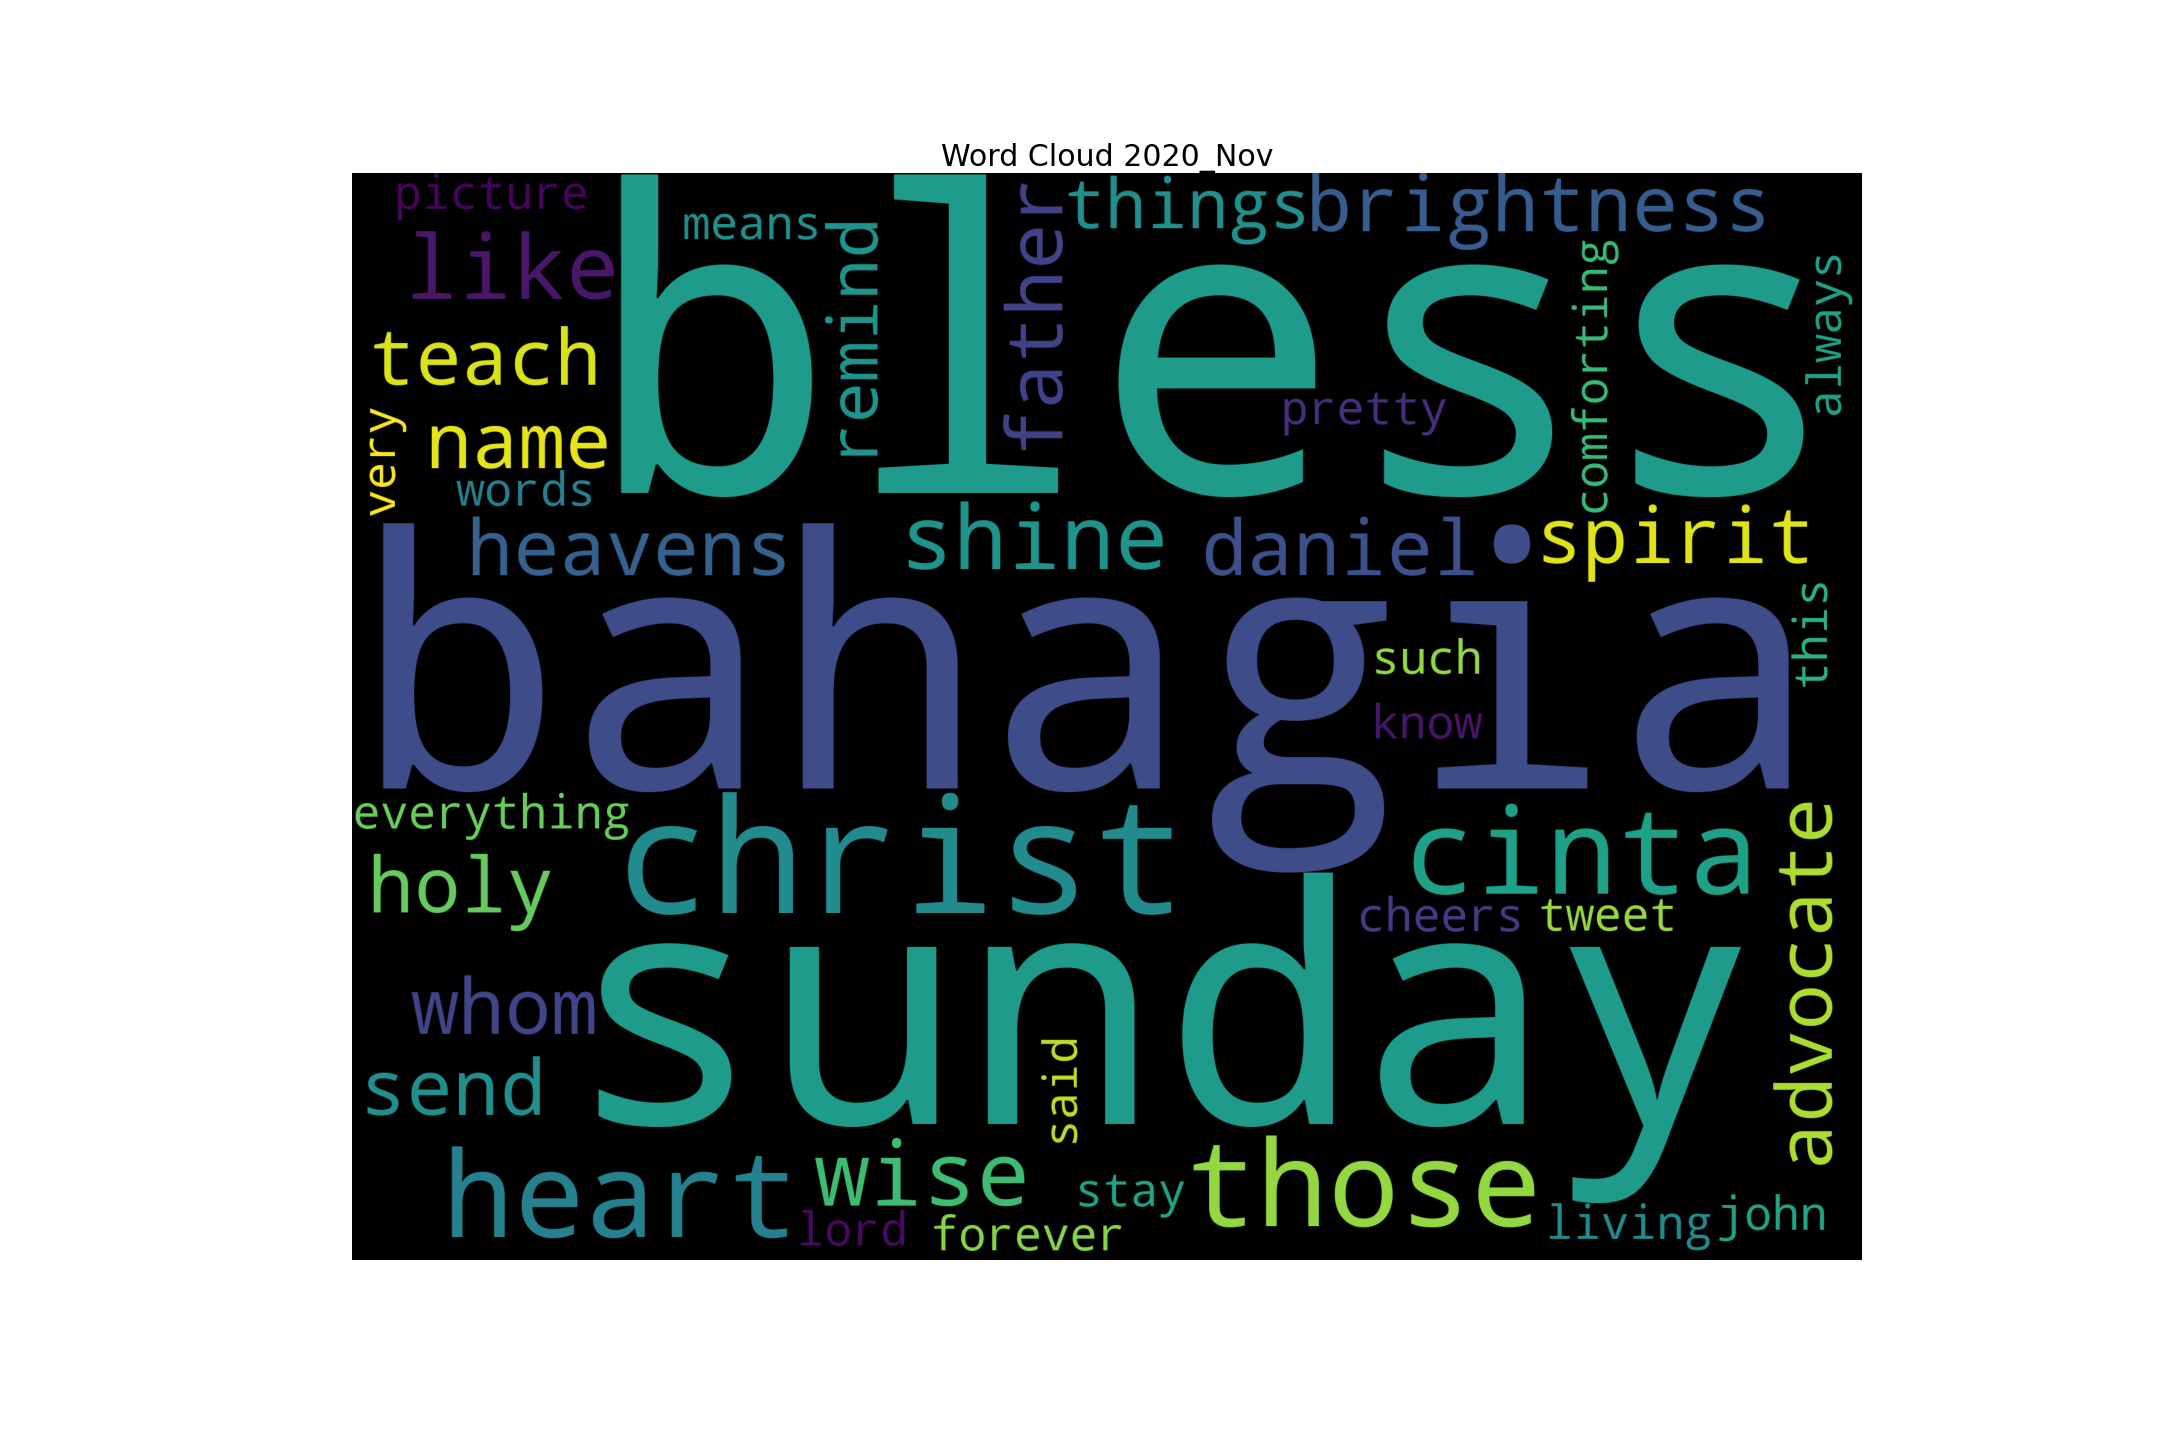 Word Cloud 2020_Nov
picture
means
things
brightness
like
bless
remind
father
comforting
always
teach
pretty
very
name
words
heavens
shine
daniel
spirit
bahagia
this
such
know
everything
christ
cinta
holy
cheers
tweet
advocate
whom
sunday
send
said
heart
wise
stay
those
lord
forever
living
john